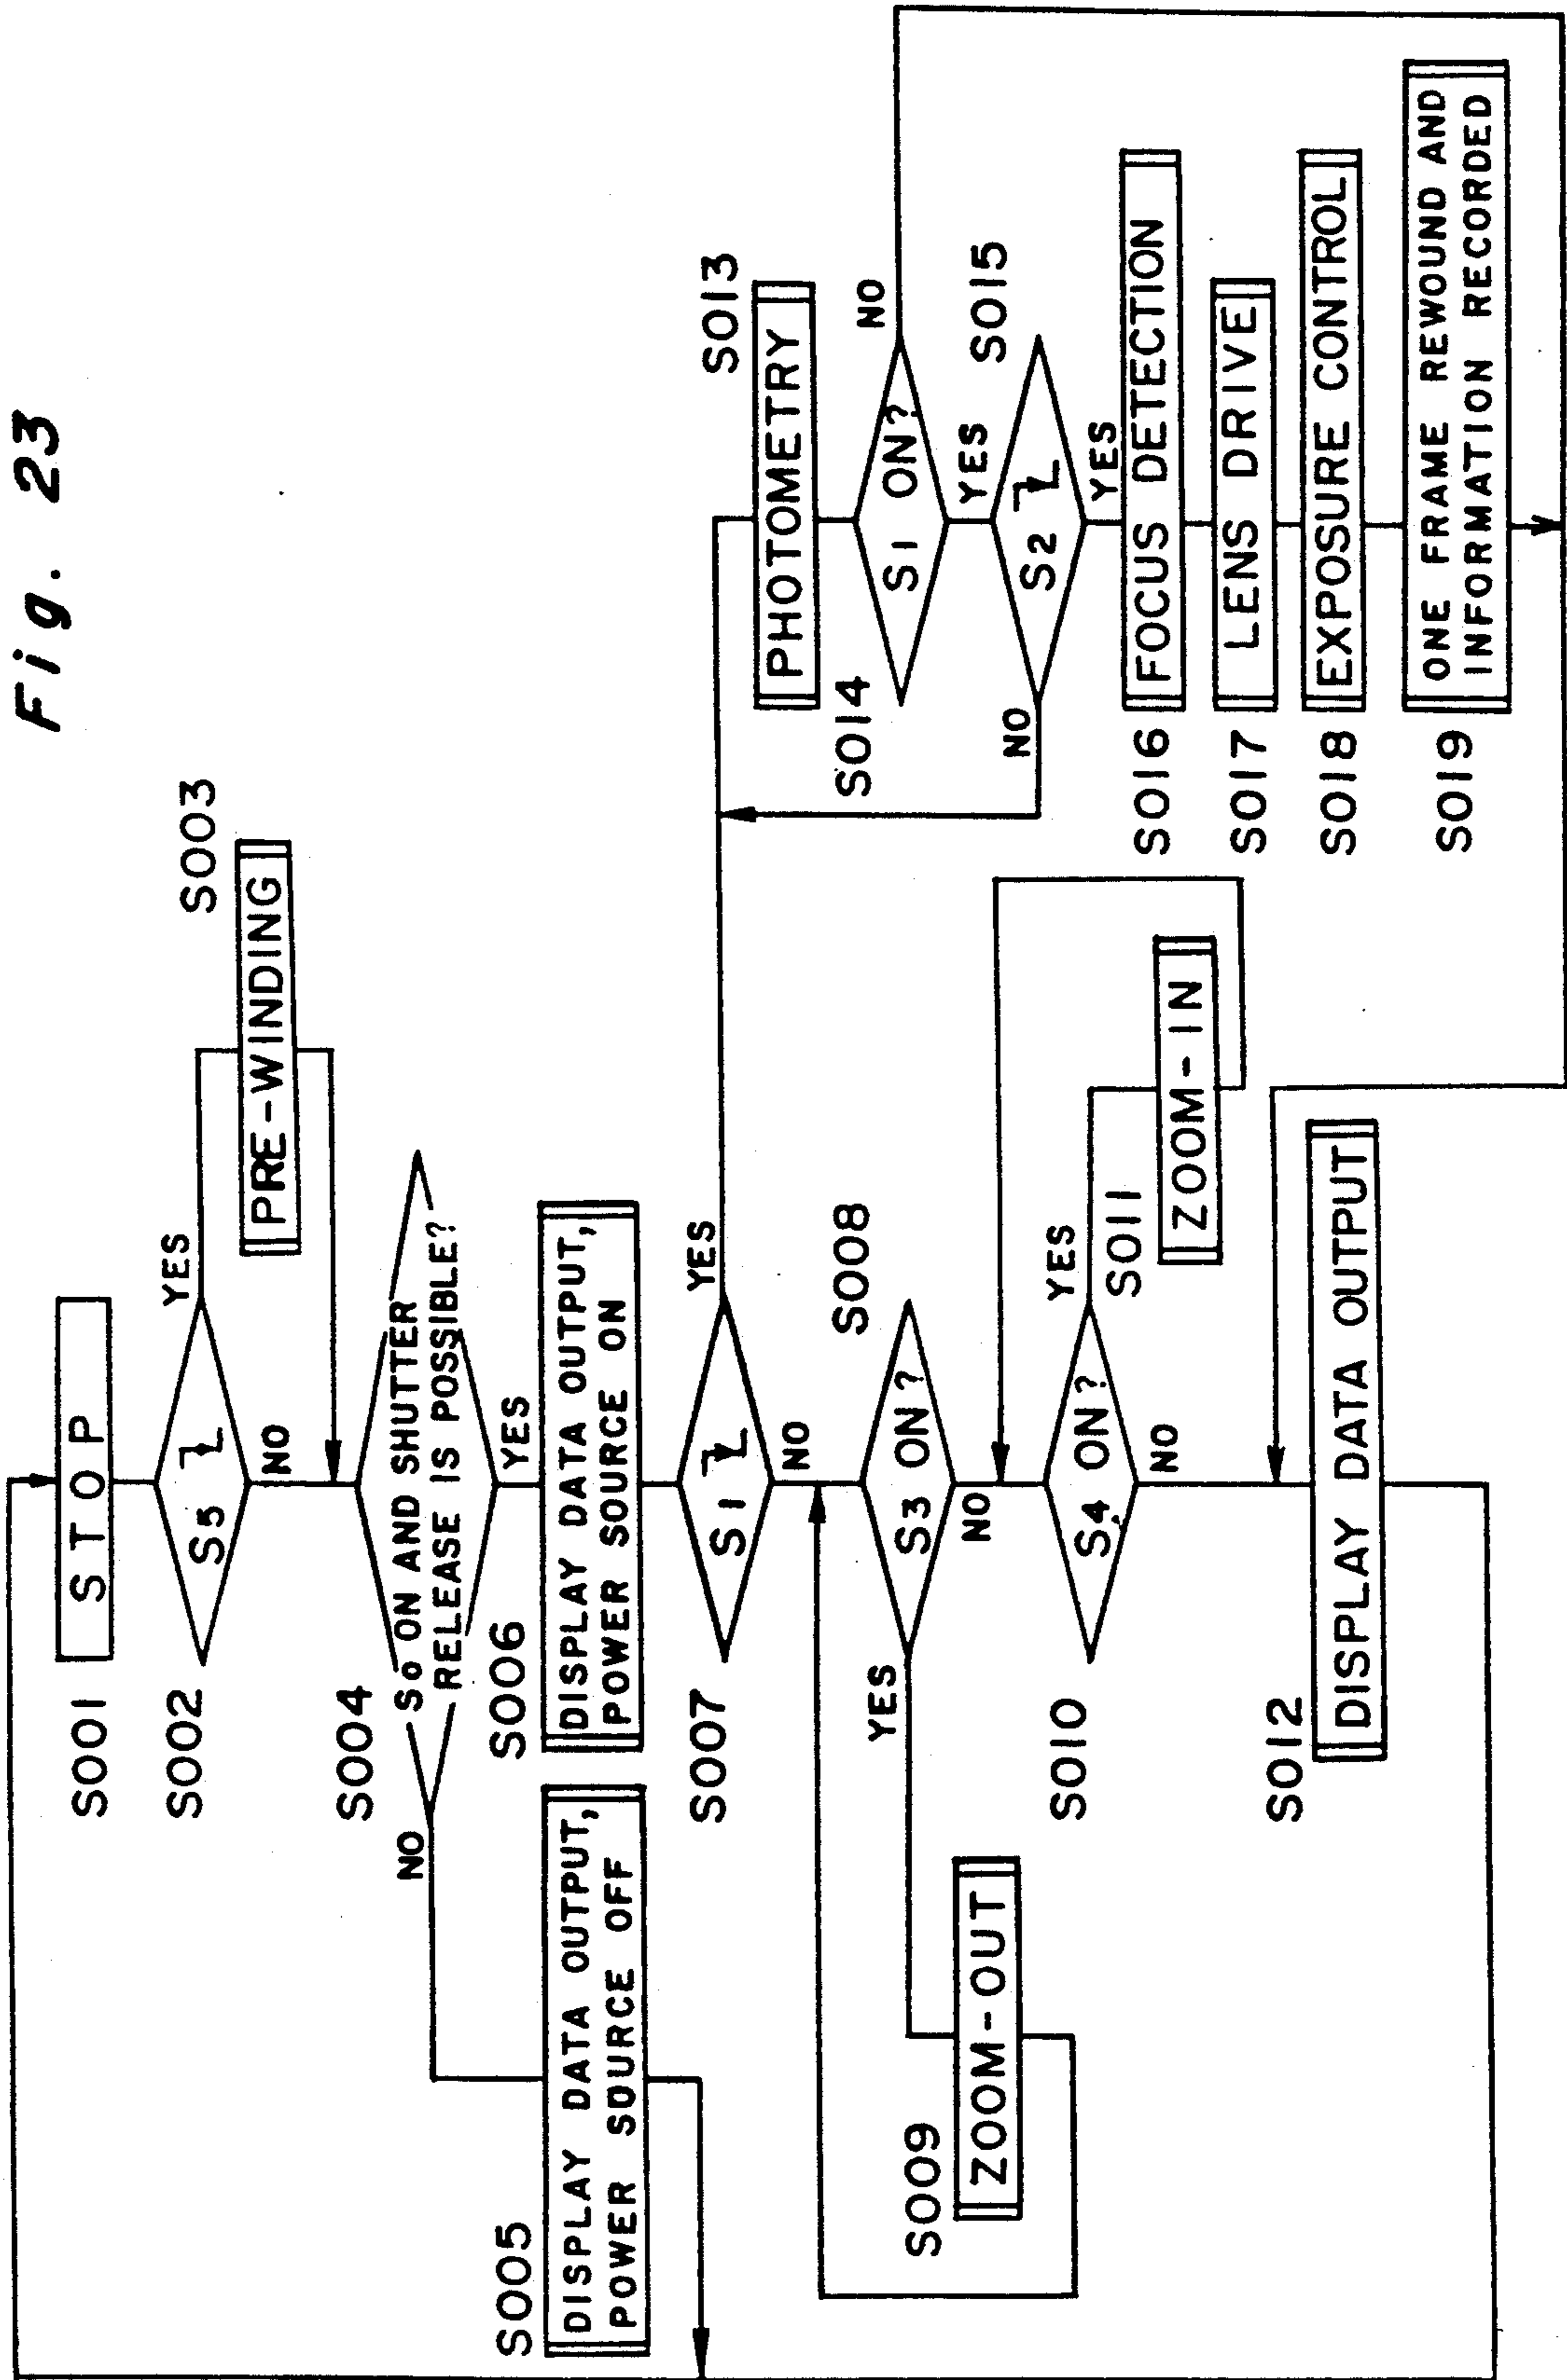 Fig. 23
S001
STOP
S002
S5
YES
NO
S003
PRE-WINDING
S004
S0 ON AND SHUTTER
RELEASE IS POSSIBLE?
NO
YES
S005
DISPLAY DATA OUTPUT,
POWER SOURCE OFF
S006
DISPLAY DATA OUTPUT,
POWER SOURCE ON
S007
S1
YES
NO
S008
S3 ON?
YES
NO
S009
ZOOM-OUT
S010
S4 ON?
YES
NO
S011
ZOOM-IN
S012
DISPLAY DATA OUTPUT
S013
PHOTOMETRY
S014
S1 ON?
NO
YES
S015
S2
NO
YES
S016
FOCUS DETECTION
S017
LENS DRIVE
S018
EXPOSURE CONTROL
S019
ONE FRAME REWOUND AND
INFORMATION RECORDED